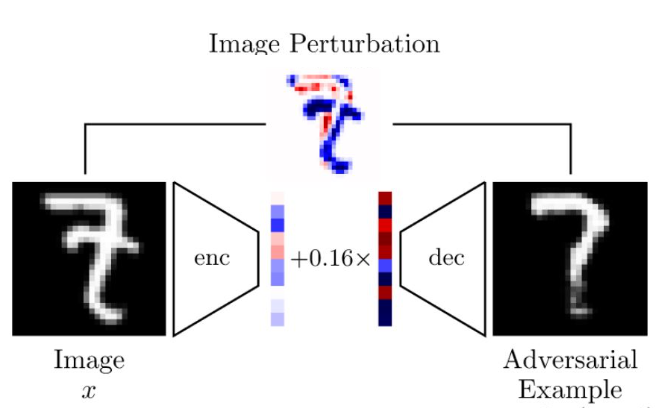 Image Perturbation
enc
+0.16×
dec
Image
x
Adversarial
Example